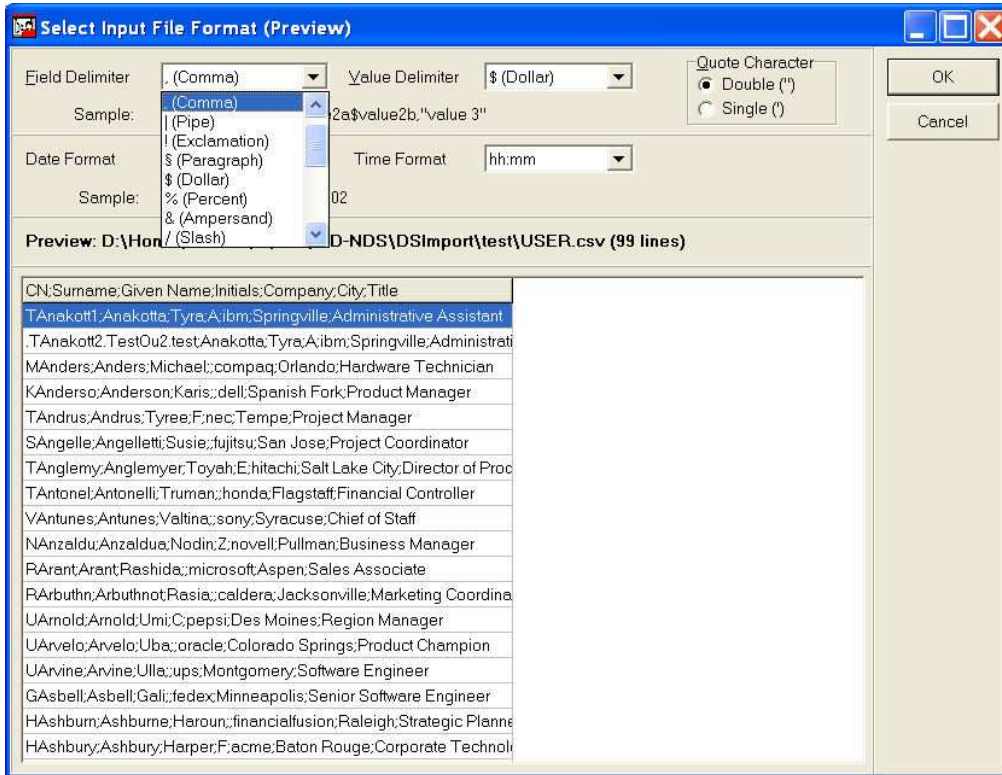 Select Input File Format (Preview)
Field Delimiter , (Comma) Value Delimiter $ (Dollar) Quote Character
Double (") OK
Sample: 2a$value2b,"value 3" Single (') Cancel
, (Comma)
| (Pipe)
! (Exclamation)
§ (Paragraph)
$ (Dollar)
% (Percent)
& (Ampersand)
/ (Slash)
Date Format Time Format hh:mm
Sample: 02
Preview: D:\Hom D-NDS\DSImport\test\USER.csv (99 lines)
CN;Surname;Given Name;Initials;Company;City;Title
TAnakott1;Anakotta;Tyra;A;ibm;Springville;Administrative Assistant
.TAnakott2.TestOu2.test;Anakotta;Tyra;A;ibm;Springville;Administrati
MAnders;Anders;Michael;;compaq;Orlando;Hardware Technician
KAnderso;Anderson;Karis;;dell;Spanish Fork;Product Manager
TAndrus;Andrus;Tyree;F;nec;Tempe;Project Manager
SAngelle;Angelletti;Susie;;fujitsu;San Jose;Project Coordinator
TAnglemy;Anglemyer;Toyah;E;hitachi;Salt Lake City;Director of Proc
TAntonel;Antonelli;Truman;;honda;Flagstaff;Financial Controller
VAntunes;Antunes;Valtina;;sony;Syracuse;Chief of Staff
NAnzaldu;Anzaldua;Nodin;Z;novell;Pullman;Business Manager
RArant;Arant;Rashida;;microsoft;Aspen;Sales Associate
RArbuthn;Arbuthnot;Rasia;;caldera;Jacksonville;Marketing Coordina
UArnold;Arnold;Umi;C;pepsi;Des Moines;Region Manager
UArvelo;Arvelo;Uba;;oracle;Colorado Springs;Product Champion
UArvine;Arvine;Ulla;;ups;Montgomery;Software Engineer
GAsbell;Asbell;Gali;;fedex;Minneapolis;Senior Software Engineer
HAshburn;Ashburne;Haroun;;financialfusion;Raleigh;Strategic Planne
HAshbury;Ashbury;Harper;F;acme;Baton Rouge;Corporate Technol